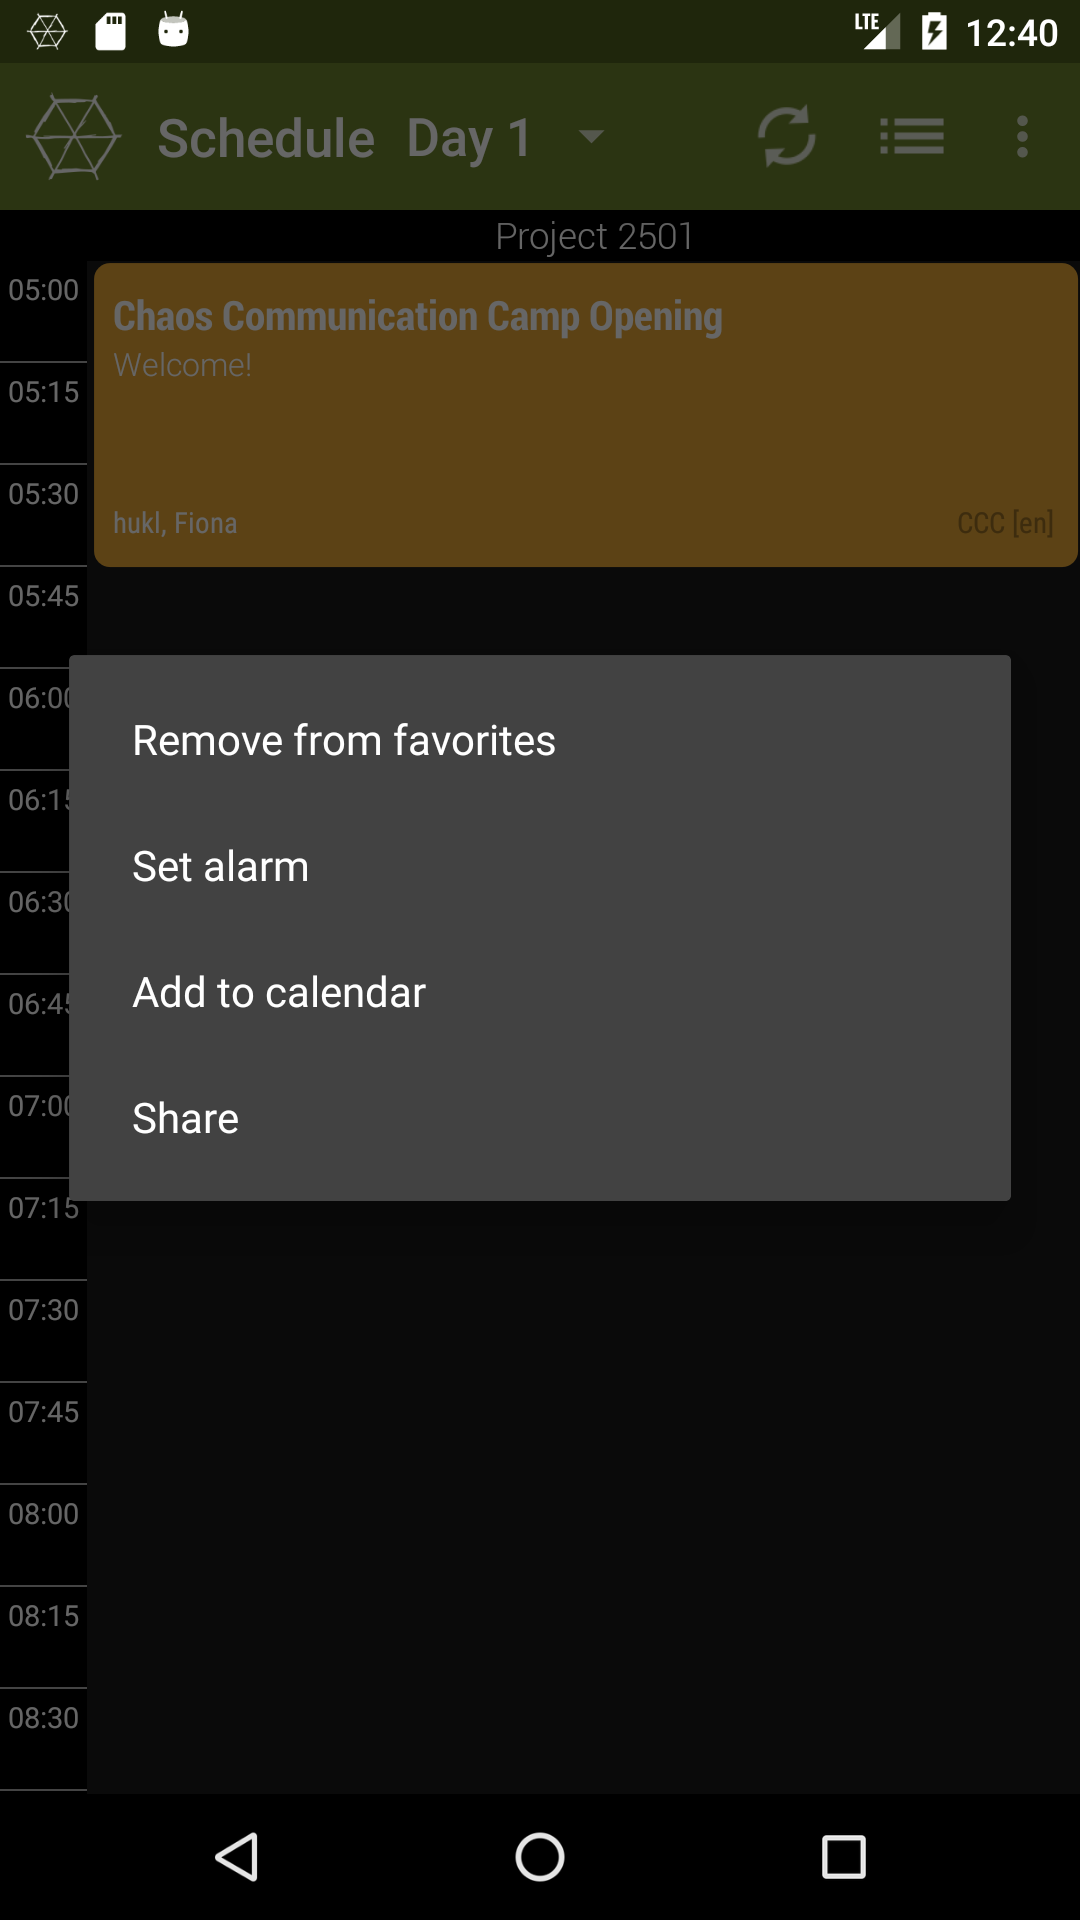 LTE 12:40
Schedule Day 1
Project 2501
05:00
Chaos Communication Camp Opening
Welcome!
05:15
05:30
hukl, Fiona CCC [en]
05:45
06:00
Remove from favorites
06:15
Set alarm
06:30
Add to calendar
06:45
07:00
Share
07:15
07:30
07:45
08:00
08:15
08:30